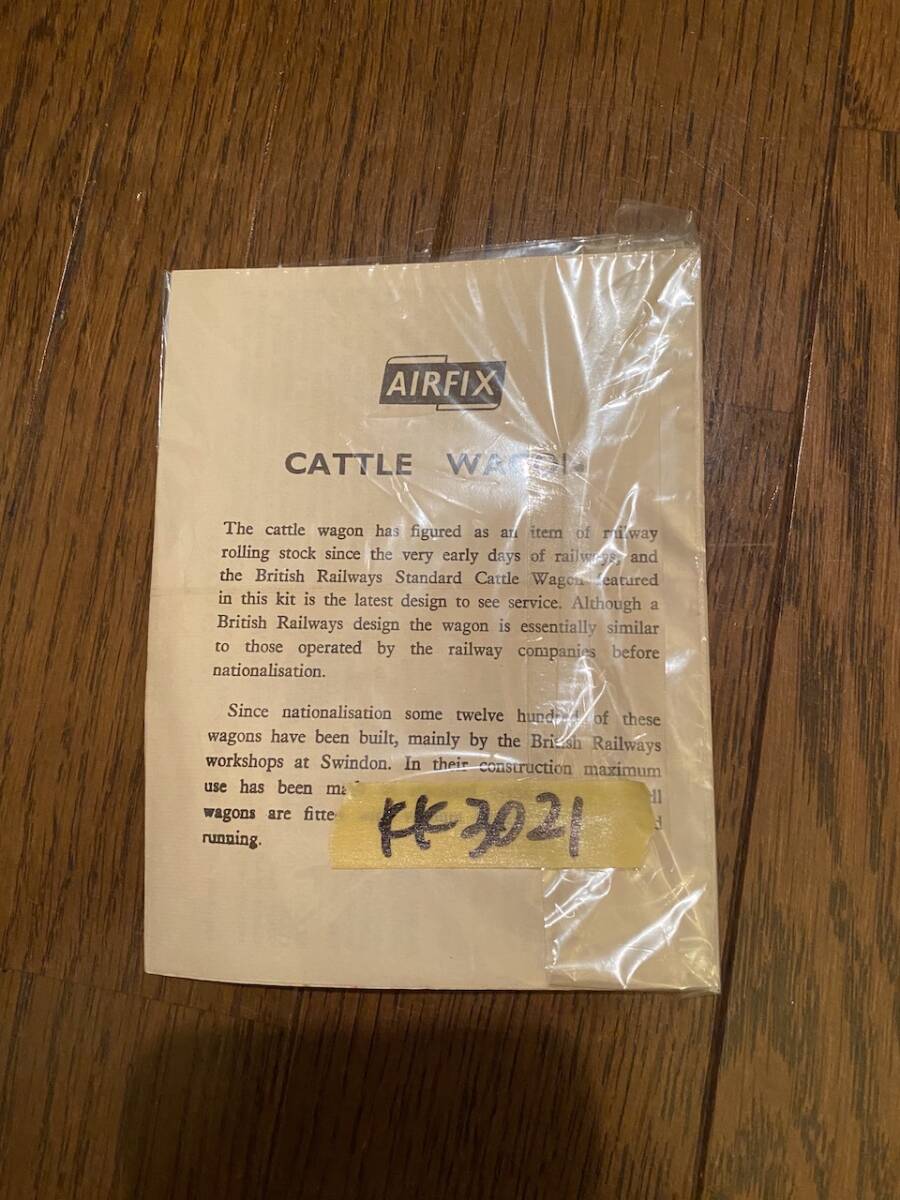 AIRFIX
CATTLE WAGON
The cattle wagon has figured as an item of railway
rolling stock since the very early days of railways, and
the British Railways Standard Cattle Wagon featured
in this kit is the latest design to see service. Although a
British Railways design the wagon is essentially similar
to those operated by the railway companies before
nationalisation.
Since nationalisation some twelve hundred of these
wagons have been built, mainly by the British Railways
workshops at Swindon. In their construction maximum
use has been
wagons are
running.
KK3021